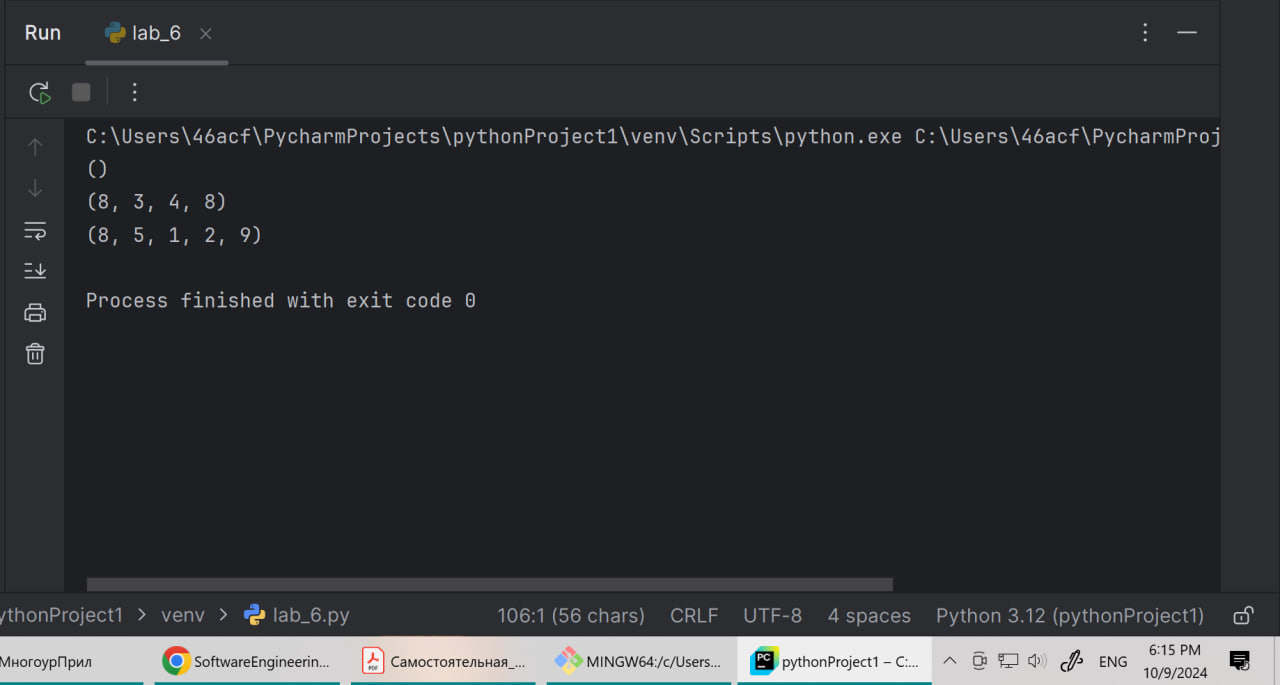 Run lab_6
C:\Users\46acf\PycharmProjects\pythonProject1\venv\Scripts\python.exe C:\Users\46acf\PycharmProj
()
(8, 3, 4, 8)
(8, 5, 1, 2, 9)
Process finished with exit code 0
ythonProject1 > venv > lab_6.py 106:1 (56 chars) CRLF UTF-8 4 spaces Python 3.12 (pythonProject1)
МногоурПрил SoftwareEngineerin... Самостоятельная_... MINGW64:/c/Users... pythonProject1 – C:... ENG 6:15 PM
10/9/2024